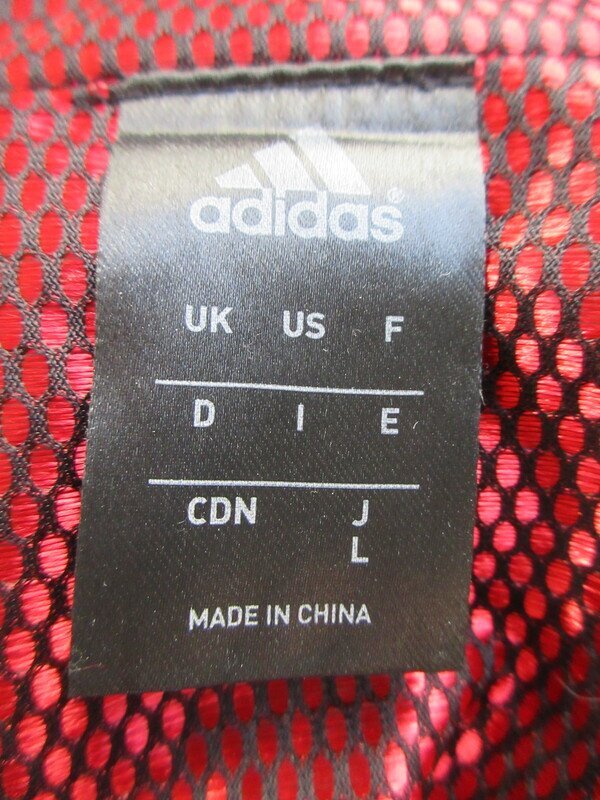 adidas®
UK US F
D I E
CDN J
L
MADE IN CHINA